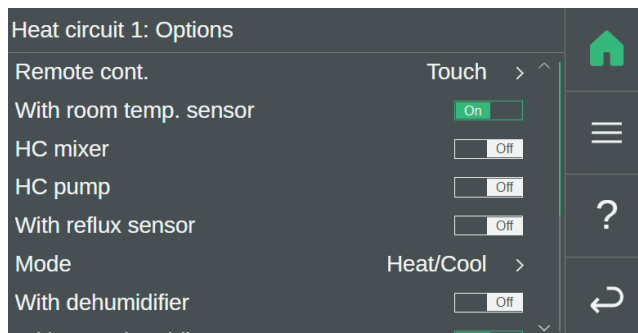 Heat circuit 1: Options
Remote cont. Touch >
With room temp. sensor On
HC mixer Off
HC pump Off
With reflux sensor Off
Mode Heat/Cool >
With dehumidifier Off
?